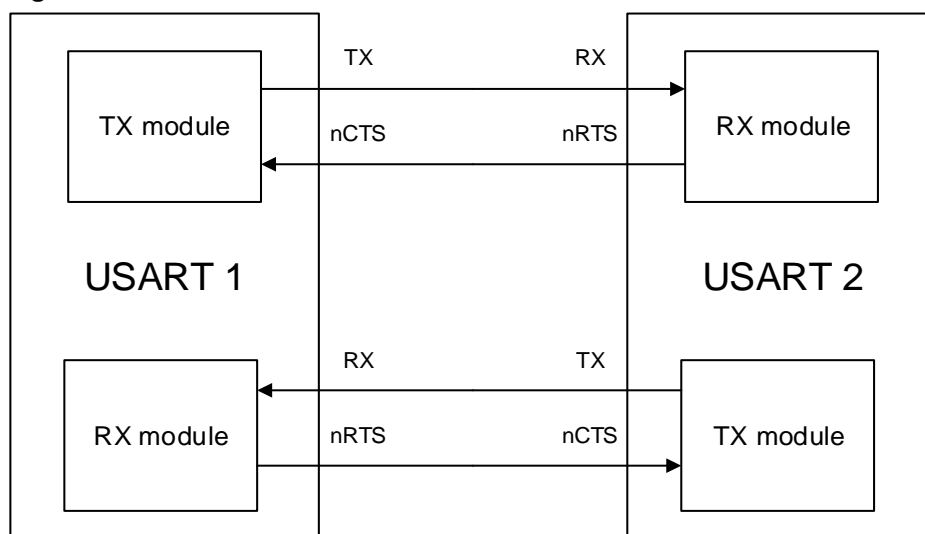 TX RX
TX module RX module
nCTS nRTS
USART 1 USART 2
RX TX
RX module TX module
nRTS nCTS